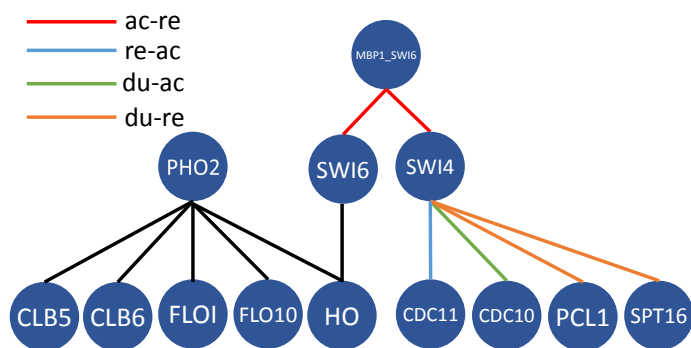 ac-re
re-ac
du-ac
du-re
MBP1_SWI6
PHO2
SWI6
SWI4
CLB5
CLB6
FLOI
FLO10
HO
CDC11
CDC10
PCL1
SPT16